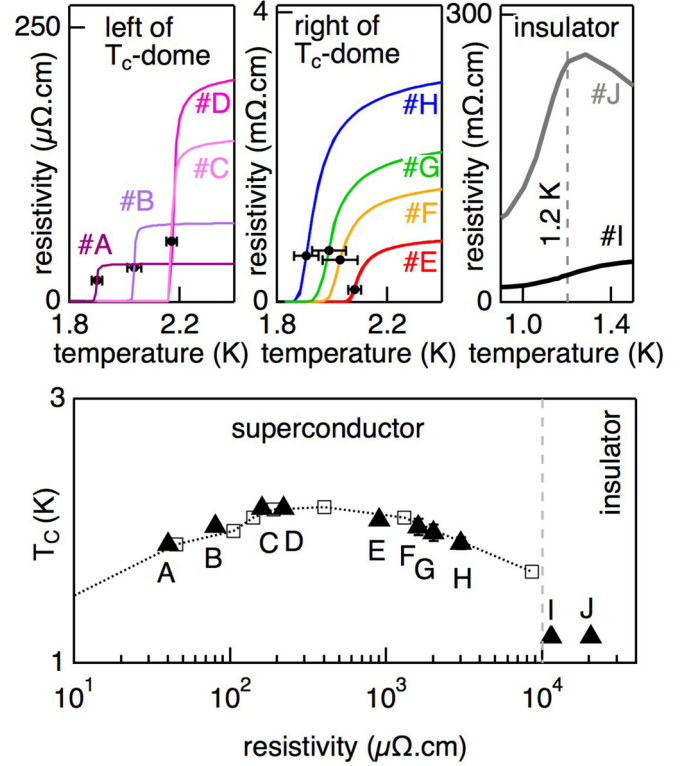 250
0
resistivity (μΩ.cm)
left of
Tc-dome
#D
#C
#B
#A
1.8
2.2
temperature (K)
4
0
resistivity (mΩ.cm)
right of
Tc-dome
#H
#G
#F
#E
1.8
2.2
temperature (K)
300
0
resistivity (mΩ.cm)
insulator
#J
1.2 K
#I
1.0
1.4
temperature (K)
3
1
TC (K)
superconductor
insulator
A
B
C
D
E
F
G
H
I
J
10¹
10²
10³
10⁴
resistivity (μΩ.cm)